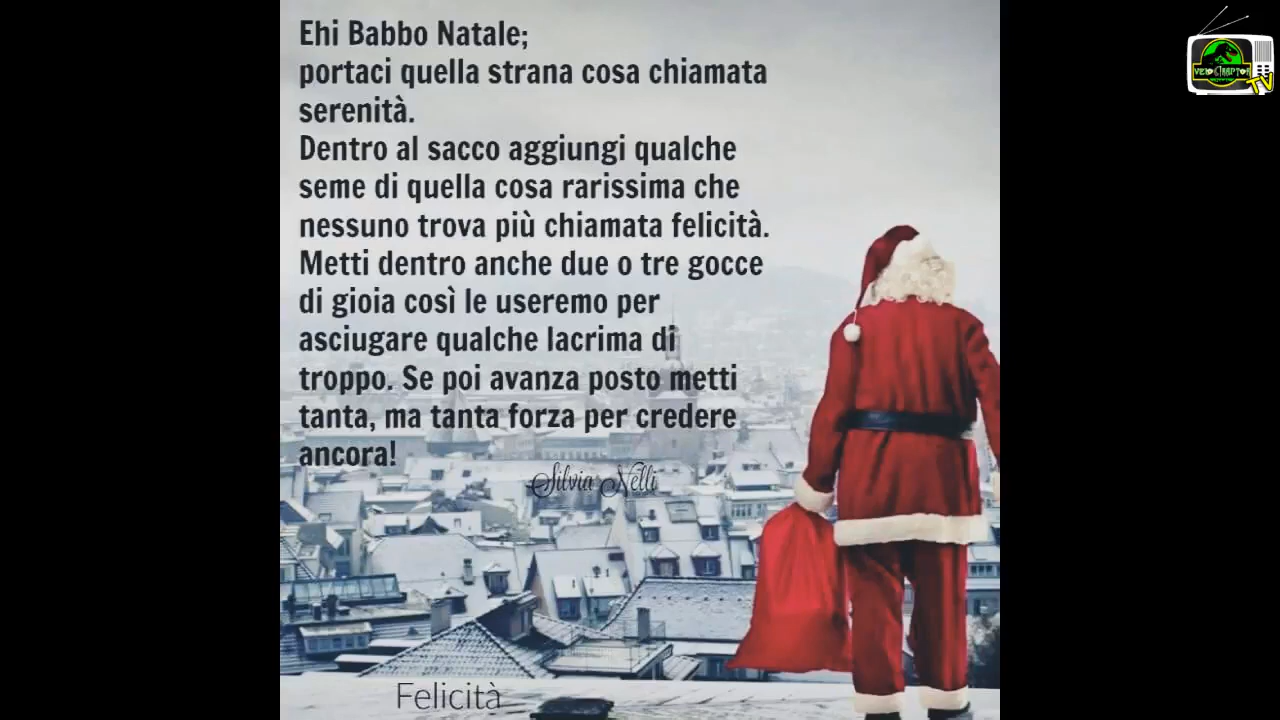 Ehi Babbo Natale;
portaci quella strana cosa chiamata
serenità.
Dentro al sacco aggiungi qualche
seme di quella cosa rarissima che
nessuno trova più chiamata felicità.
Metti dentro anche due o tre gocce
di gioia così le useremo per
asciugare qualche lacrima di
troppo. Se poi avanza posto metti
tanta, ma tanta forza per credere
ancora!
Silvia Nelli
Felicità
TV